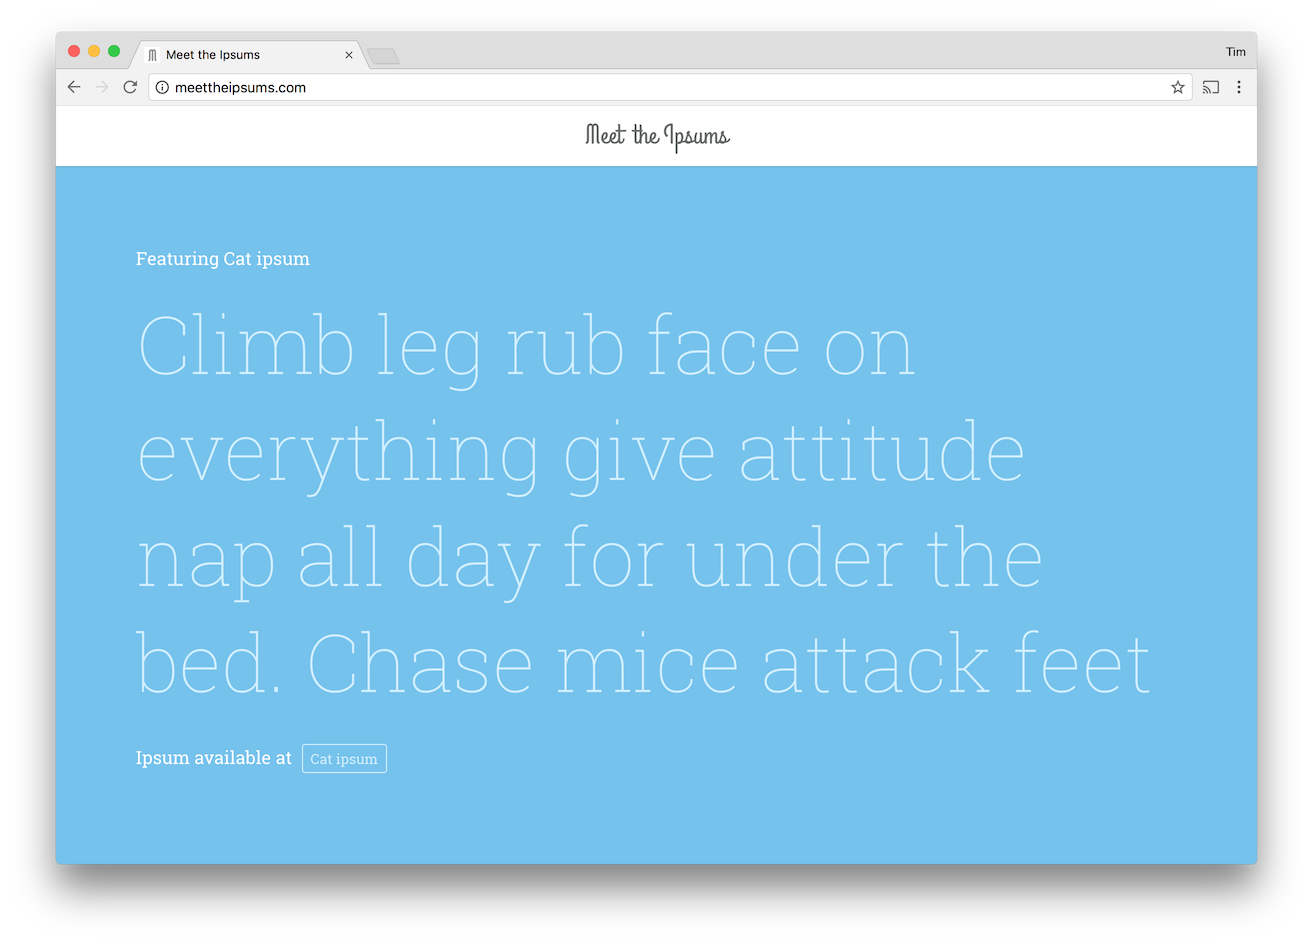 Meet the Ipsums
Tim
meettheipsums.com
Meet the Ipsums
Featuring Cat ipsum
Climb leg rub face on
everything give attitude
nap all day for under the
bed. Chase mice attack feet
Ipsum available at Cat ipsum